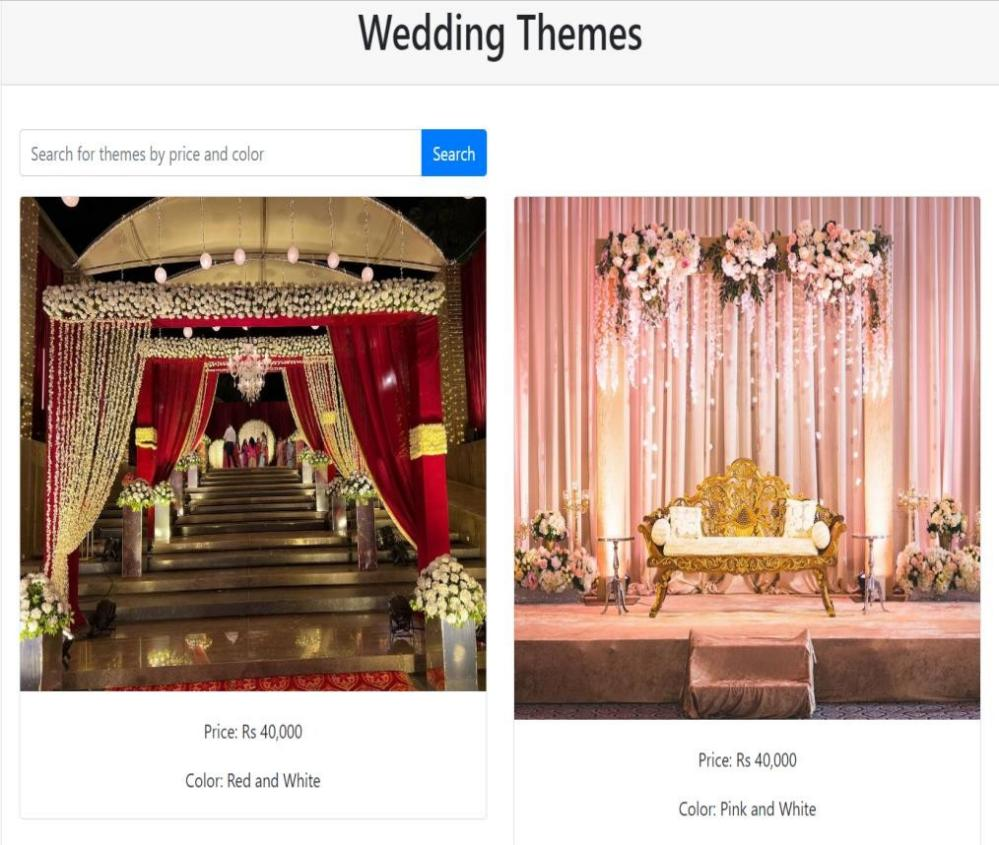 Wedding Themes
Search for themes by price and color
Search
Price: Rs 40,000
Color: Red and White
Price: Rs 40,000
Color: Pink and White